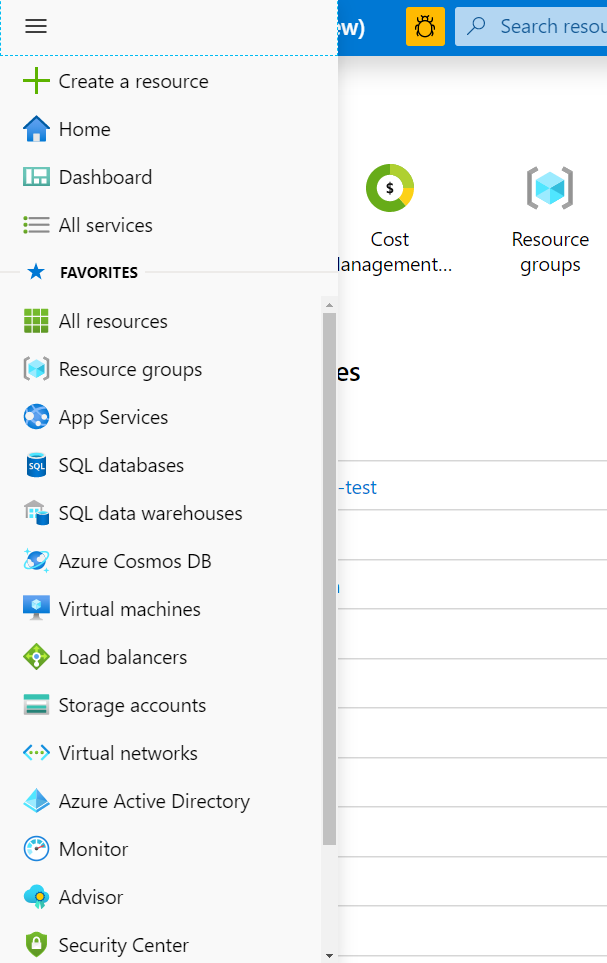 ew)
Search resou
Create a resource
Home
Dashboard
All services
FAVORITES
All resources
Resource groups
App Services
SQL databases
SQL
SQL data warehouses
Azure Cosmos DB
Virtual machines
Load balancers
Storage accounts
Virtual networks
Azure Active Directory
Monitor
Advisor
Security Center
$
Cost
lanagement...
Resource
groups
es
-test